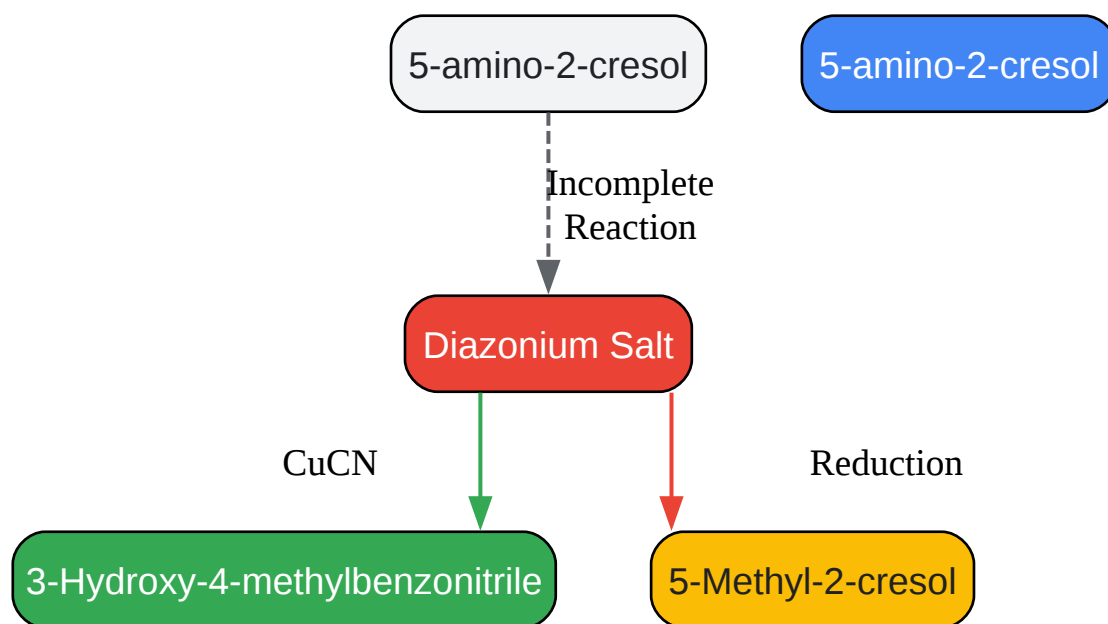 5-amino-2-cresol
5-amino-2-cresol
Incomplete
Reaction
Diazonium Salt
CuCN
Reduction
3-Hydroxy-4-methylbenzonitrile
5-Methyl-2-cresol